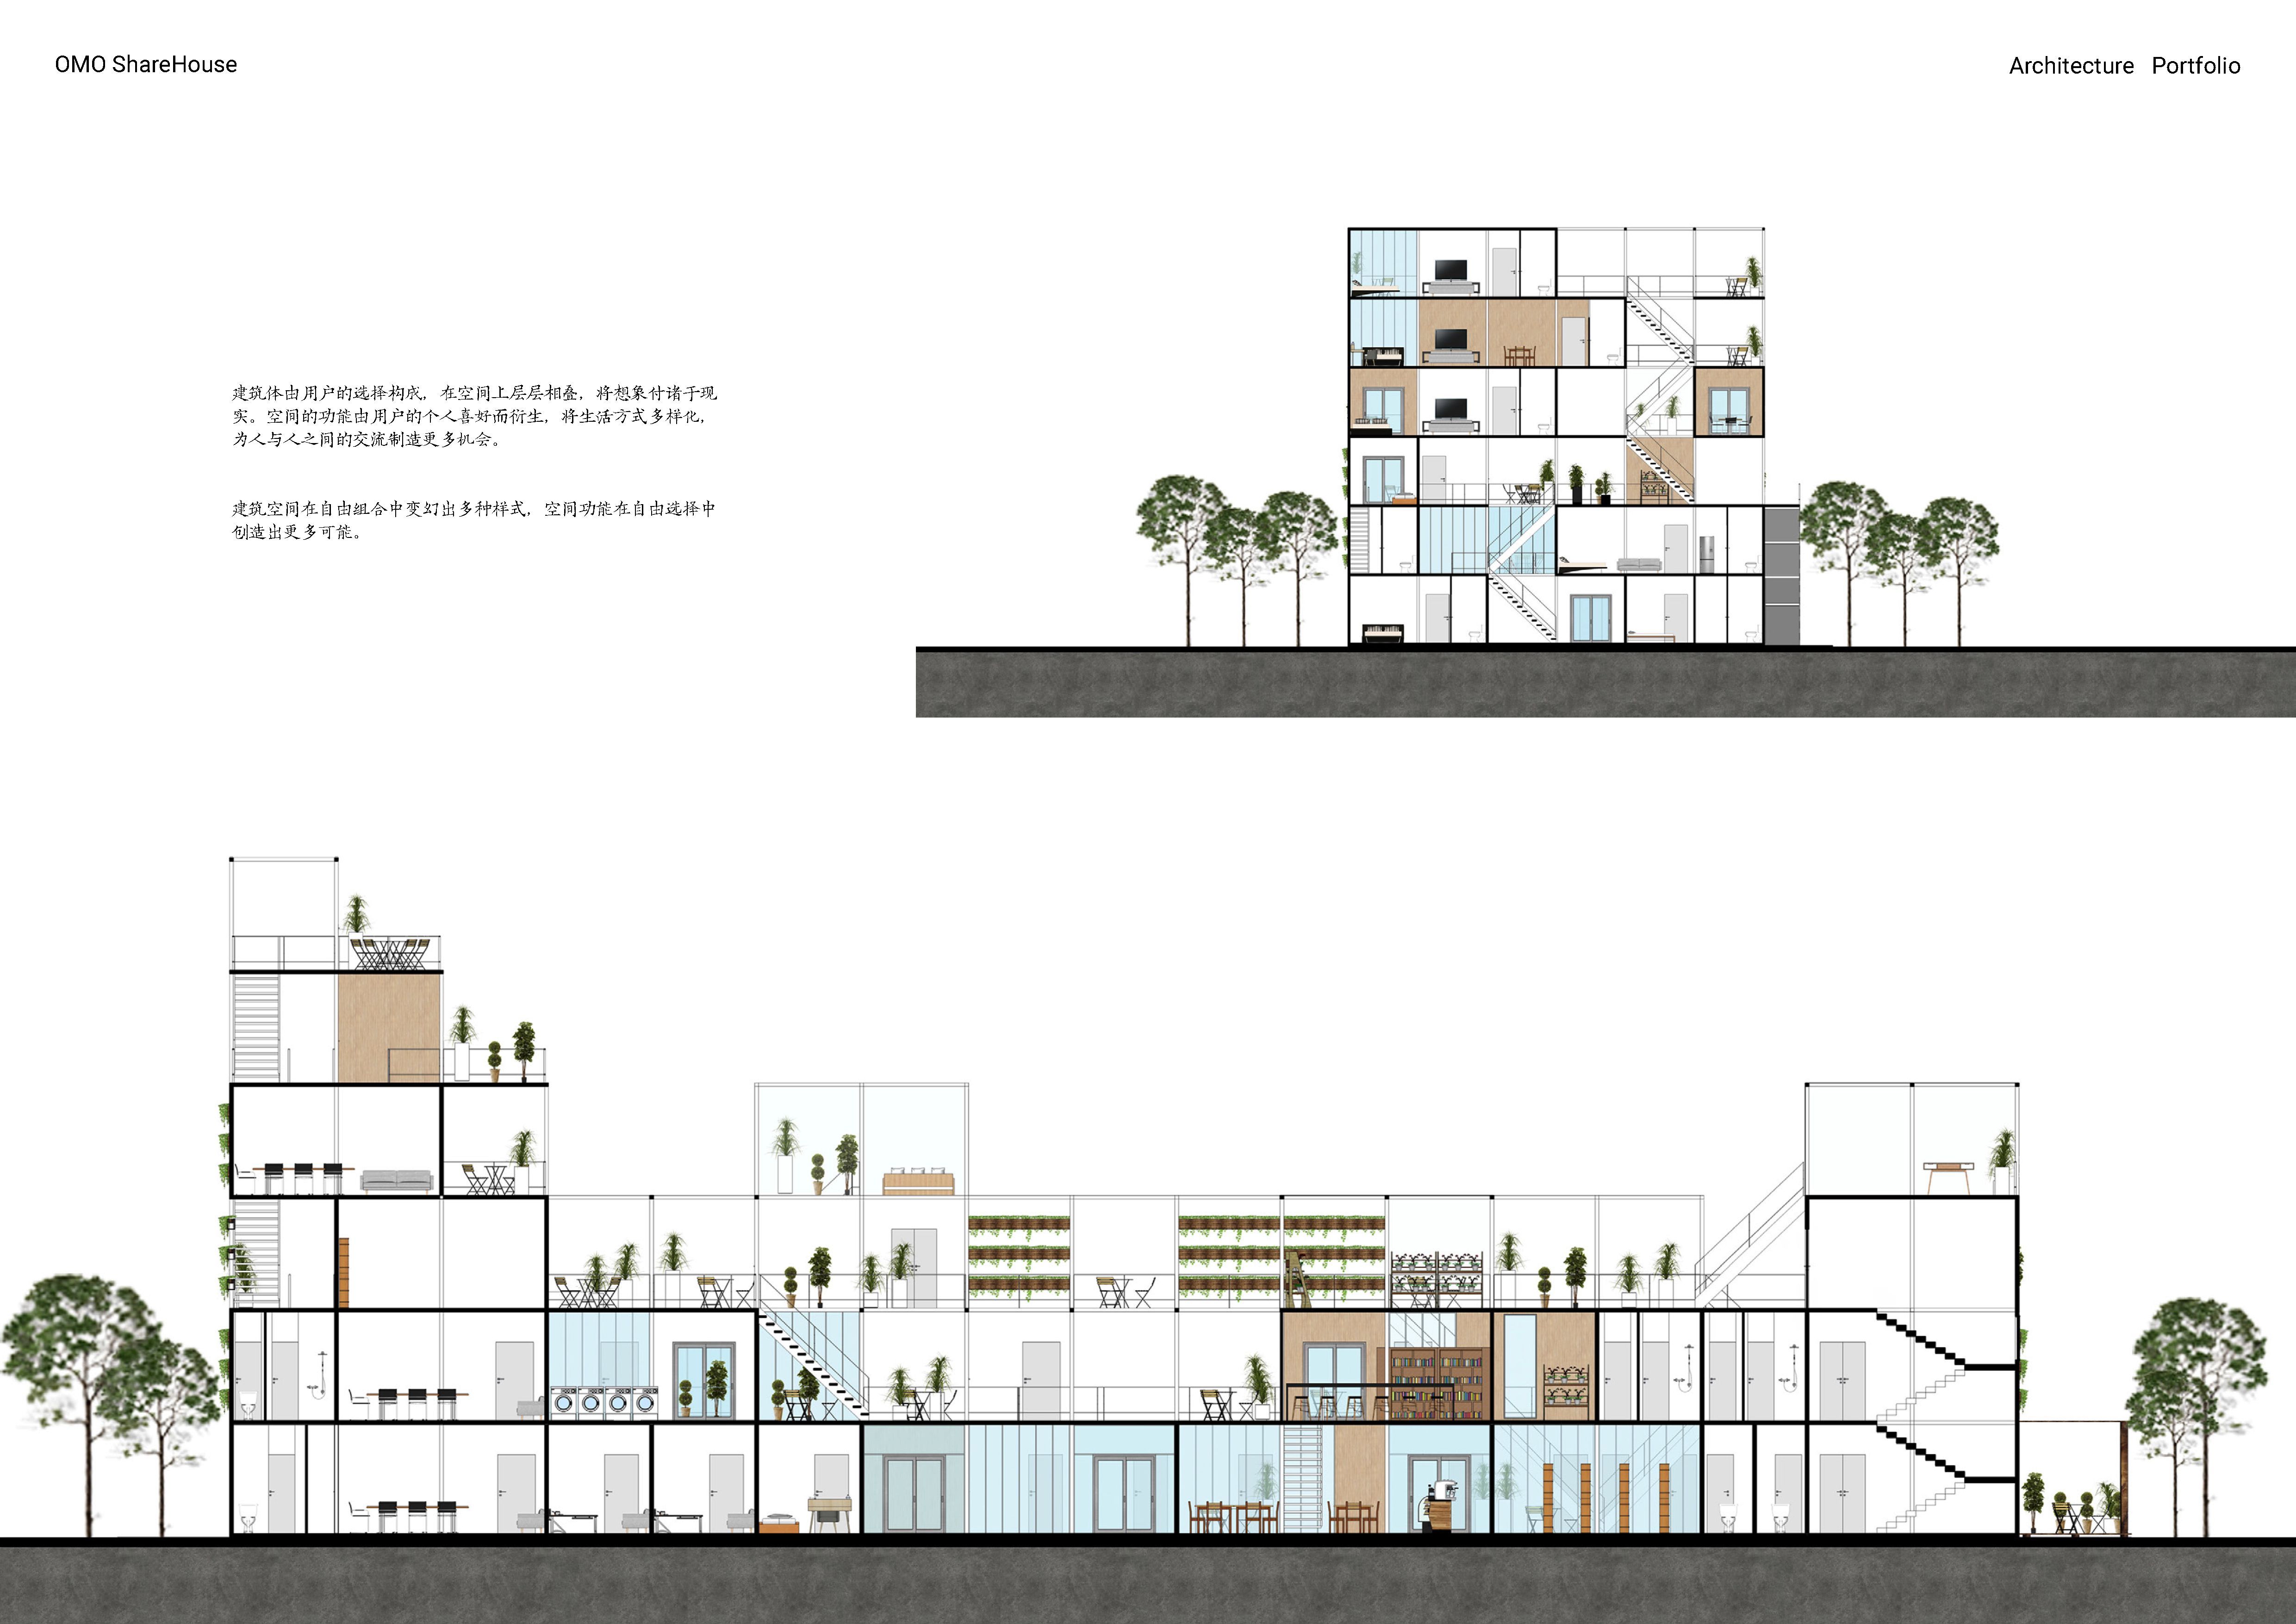 OMO ShareHouse
Architecture Portfolio
建筑体由用户的选择构成，在空间上层层相叠，将想象付诸于现
实。空间的功能由用户的个人喜好而衍生，将生活方式多样化，
为人与人之间的交流制造更多机会。
建筑空间在自由组合中变幻出多种样式，空间功能在自由选择中
创造出更多可能。